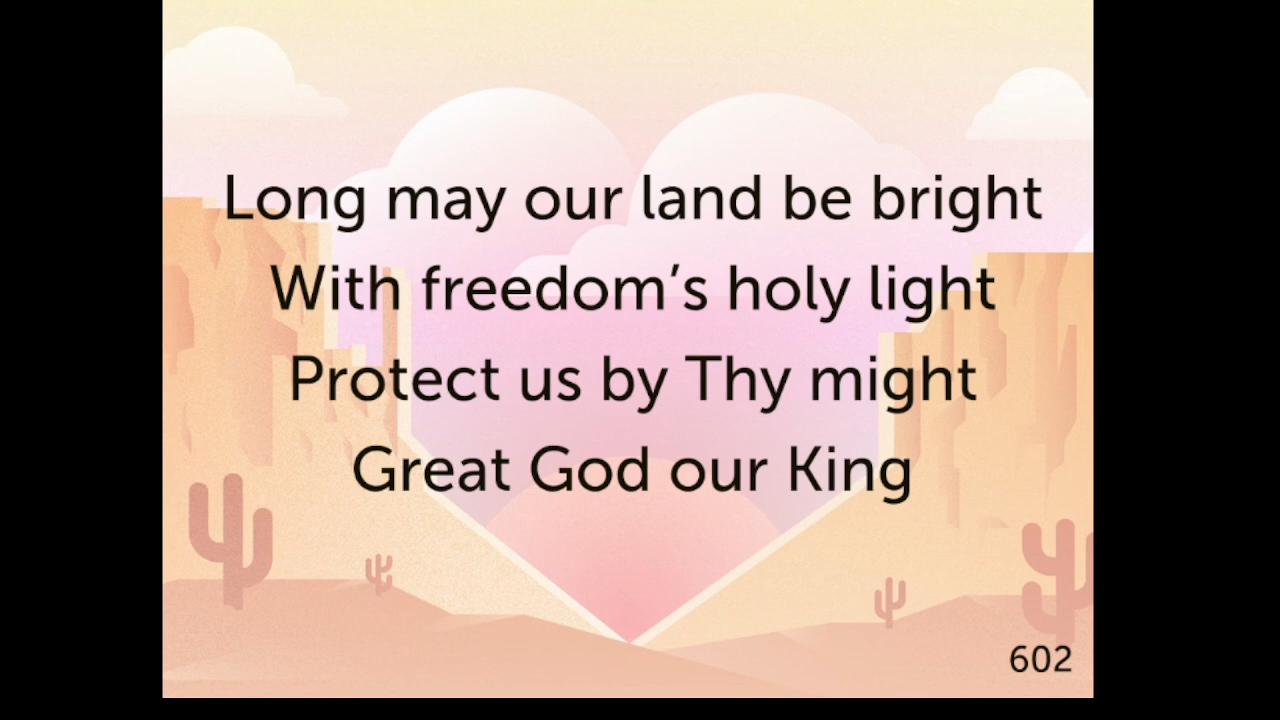 Long may our land be bright
With freedom’s holy light
Protect us by Thy might
Great God our King
602